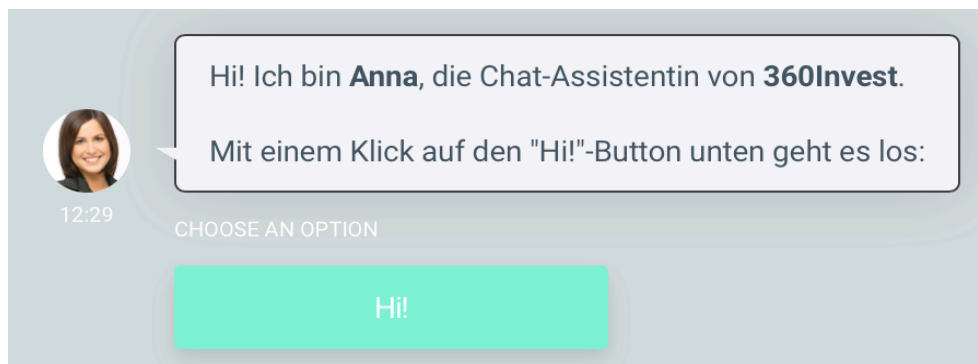 Hi! Ich bin Anna, die Chat-Assistentin von 360Invest.
Mit einem Klick auf den "Hi!"-Button unten geht es los:
12:29
CHOOSE AN OPTION
Hi!